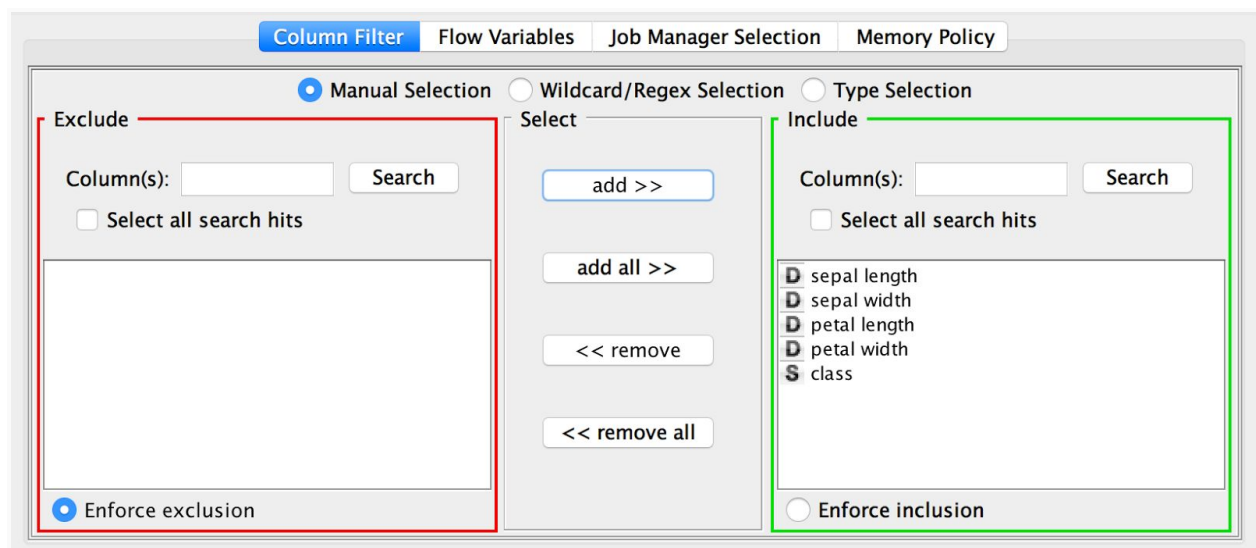 Column Filter Flow Variables Job Manager Selection Memory Policy
Manual Selection Wildcard/Regex Selection Type Selection
Exclude
Column(s): Search
Select all search hits
Enforce exclusion
Select
add >>
add all >>
<< remove
<< remove all
Include
Column(s): Search
Select all search hits
D sepal length
D sepal width
D petal length
D petal width
S class
Enforce inclusion